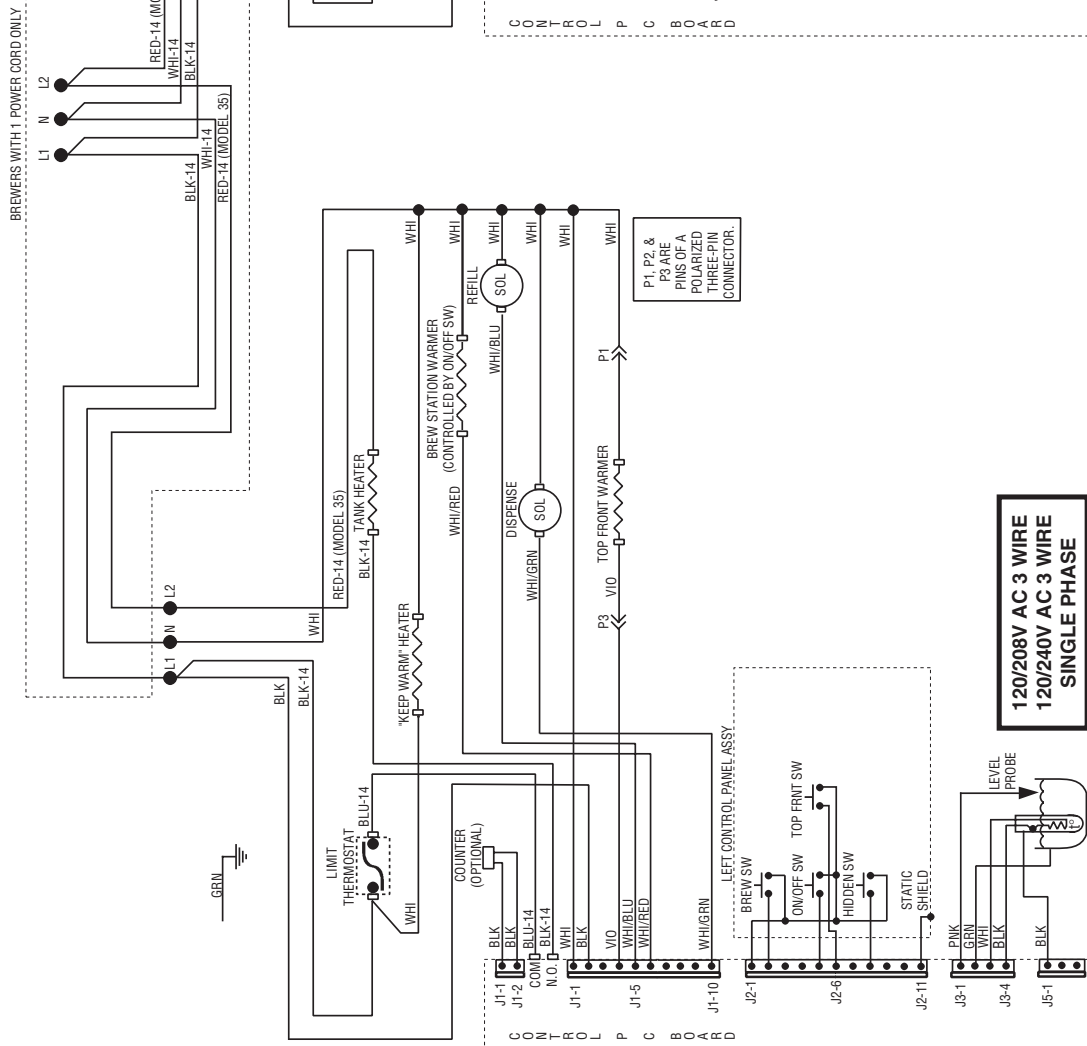 BREWERS WITH 1 POWER CORD ONLY
L2
N
L1
RED-14 (MO
WHI-14
BLK-14
BLK-14
WHI-14
RED-14 (MODEL 35)
C O N T R O L P C B O A R D
L1
N
L2
GRN
BLK
BLK-14
WHI
RED-14 (MODEL 35)
BLK-14
TANK HEATER
LIMIT
THERMOSTAT
BLU-14
WHI
"KEEP WARM" HEATER
WHI
COUNTER
(OPTIONAL)
WHI/RED
BREW STATION WARMER
(CONTROLLED BY ON/OFF SW)
WHI
WHI/BLU
REFILL
SOL
WHI
WHI/GRN
DISPENSE
SOL
WHI
WHI
P3
VIO
TOP FRONT WARMER
P1
WHI
P1, P2, &
P3 ARE
PINS OF A
POLARIZED
THREE-PIN
CONNECTOR.
J1-1
BLK
J1-2
BLK
COM
BLU-14
N.O.
BLK-14
J1-1
WHI
BLK
VIO
J1-5
WHI/BLU
WHI/RED
J1-10
WHI/GRN
LEFT CONTROL PANEL ASSY
J2-1
BREW SW
ON/OFF SW
TOP FRNT SW
J2-6
HIDDEN SW
J2-11
STATIC
SHIELD
J3-1
PNK
GRN
WHI
J3-4
BLK
LEVEL
PROBE
t°
J5-1
BLK
C O N T R O L P C B O A R D
120/208V AC 3 WIRE
120/240V AC 3 WIRE
SINGLE PHASE